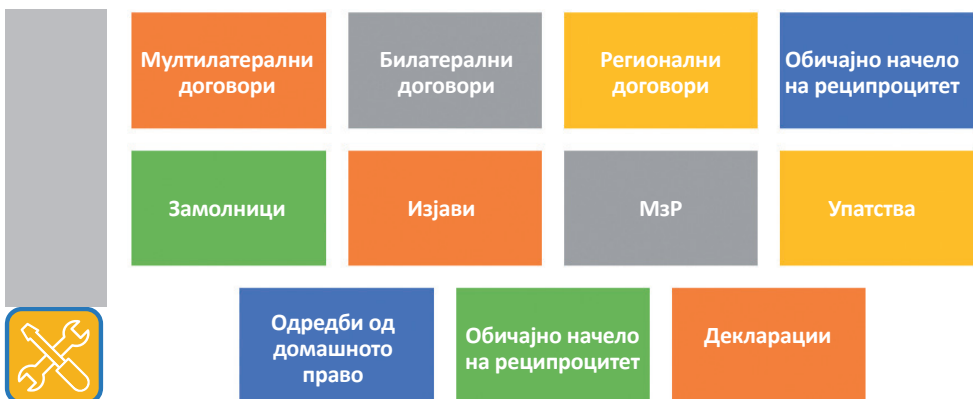 Мултилатерални
договори
Билатерални
договори
Регионални
договори
Обичајно начело
на реципроцитет
Замолници
Изјави
МзР
Упатства
Одредби од
домашното
право
Обичајно начело
на реципроцитет
Декларации